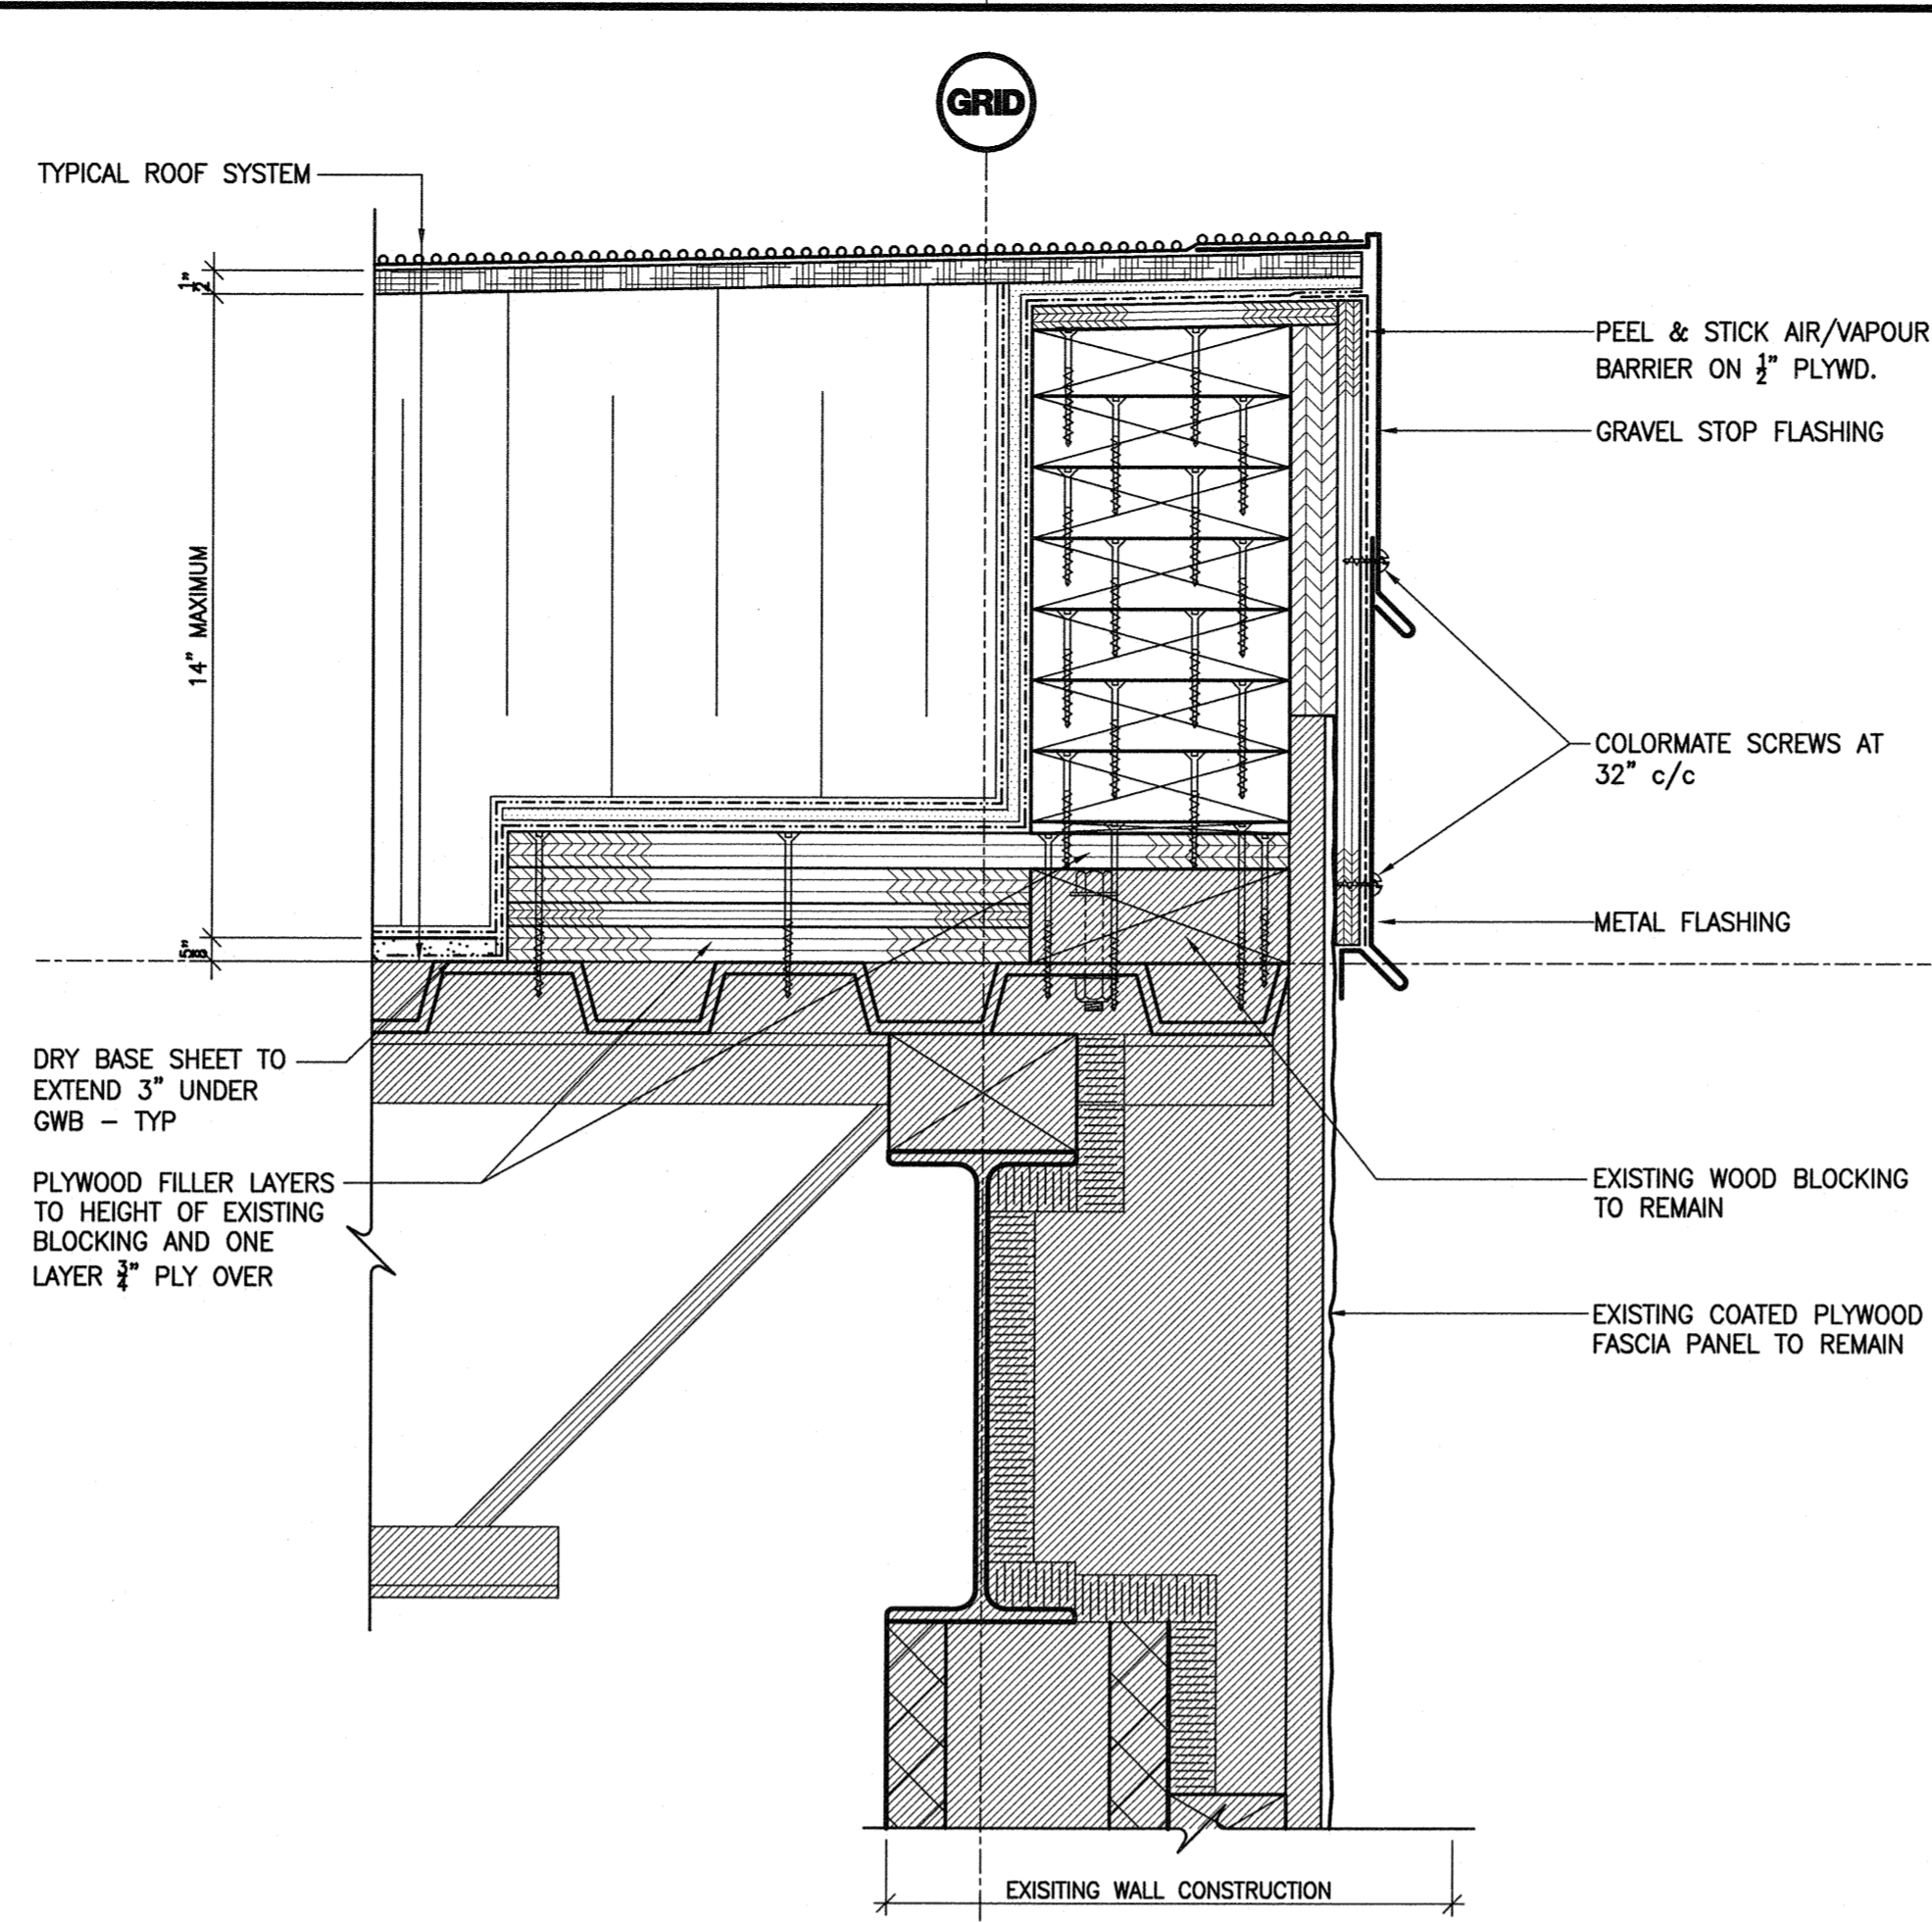 GRID
TYPICAL ROOF SYSTEM
1"
2
14" MAXIMUM
5"
8
PEEL & STICK AIR/VAPOUR
BARRIER ON 1/2" PLYWD.
GRAVEL STOP FLASHING
COLORMATE SCREWS AT
32" c/c
METAL FLASHING
DRY BASE SHEET TO
EXTEND 3" UNDER
GWB - TYP
PLYWOOD FILLER LAYERS
TO HEIGHT OF EXISTING
BLOCKING AND ONE
LAYER 3/4" PLY OVER
EXISTING WOOD BLOCKING
TO REMAIN
EXISTING COATED PLYWOOD
FASCIA PANEL TO REMAIN
EXISITING WALL CONSTRUCTION